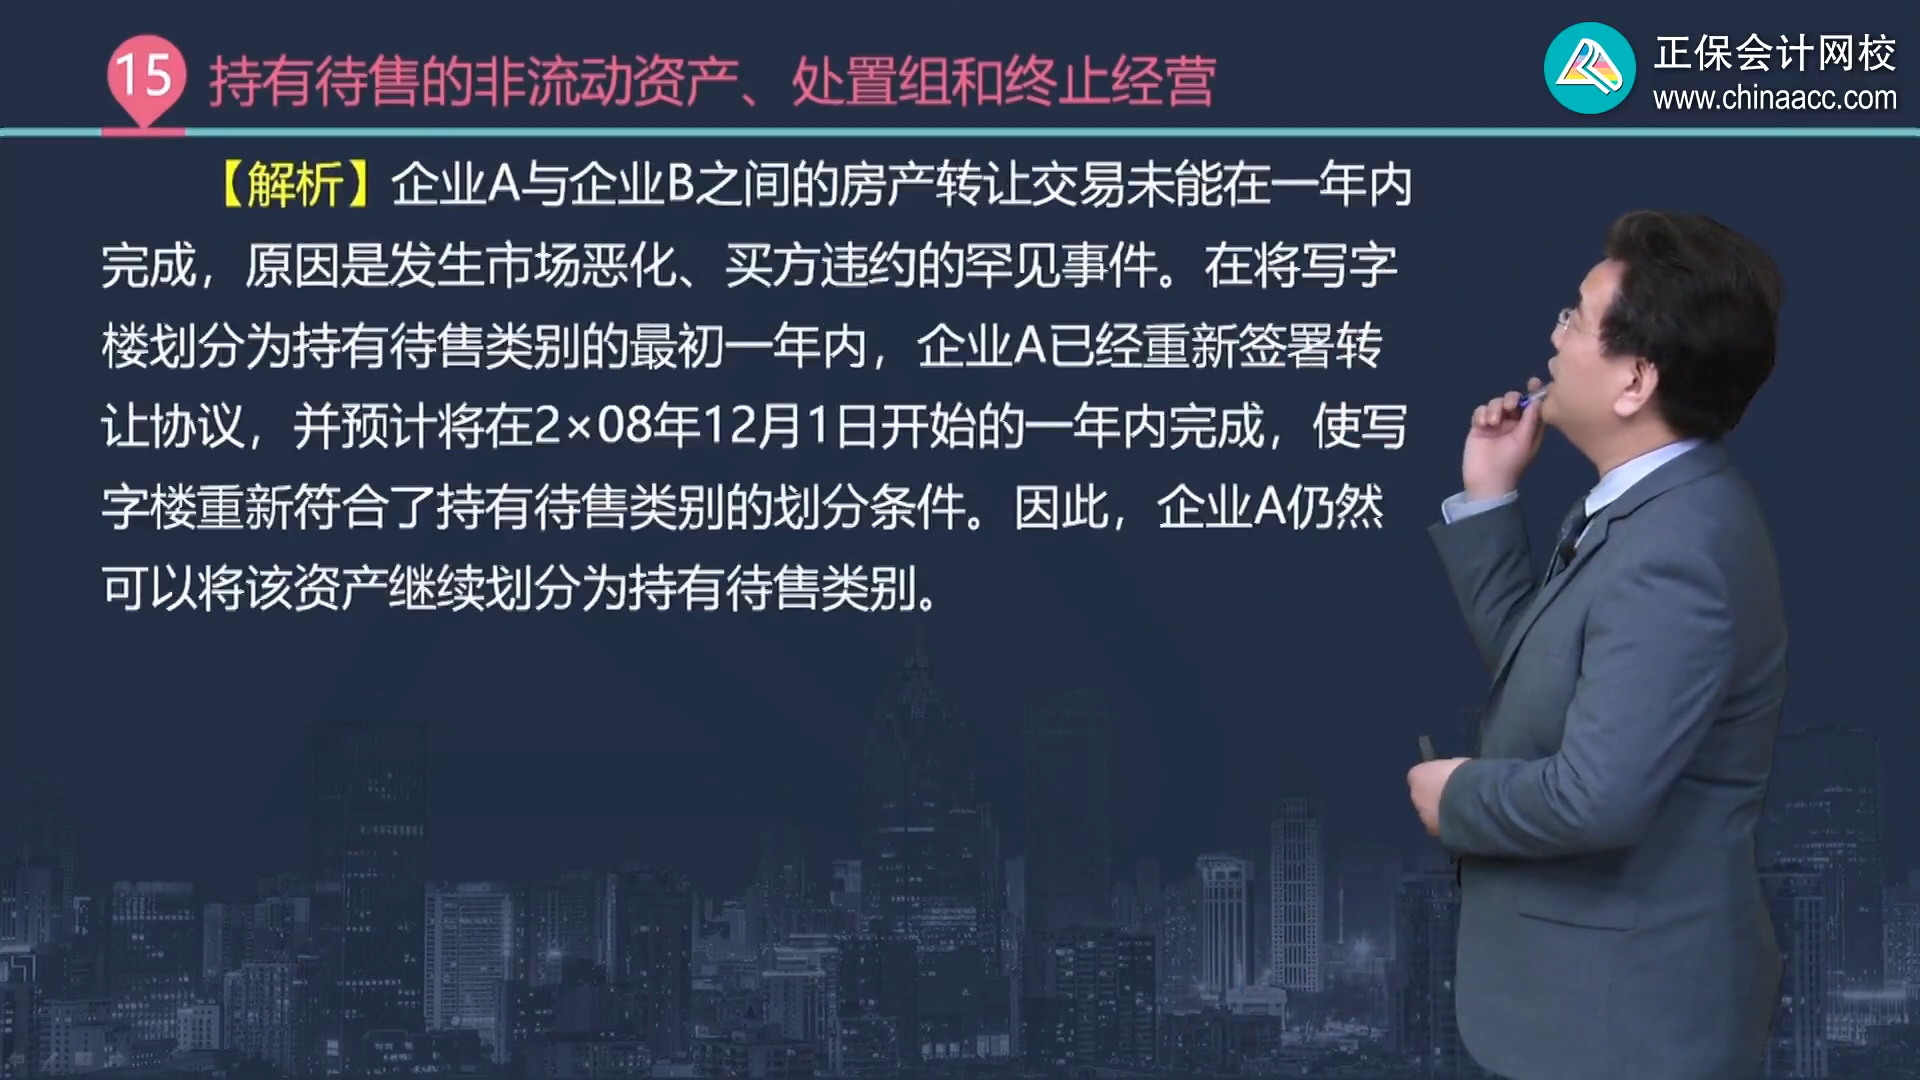 15 持有待售的非流动资产、处置组和终止经营
正保会计网校
www.chinaacc.com
【解析】企业A与企业B之间的房产转让交易未能在一年内
完成，原因是发生市场恶化、买方违约的罕见事件。在将写字
楼划分为持有待售类别的最初一年内，企业A已经重新签署转
让协议，并预计将在2×08年12月1日开始的一年内完成，使写
字楼重新符合了持有待售类别的划分条件。因此，企业A仍然
可以将该资产继续划分为持有待售类别。